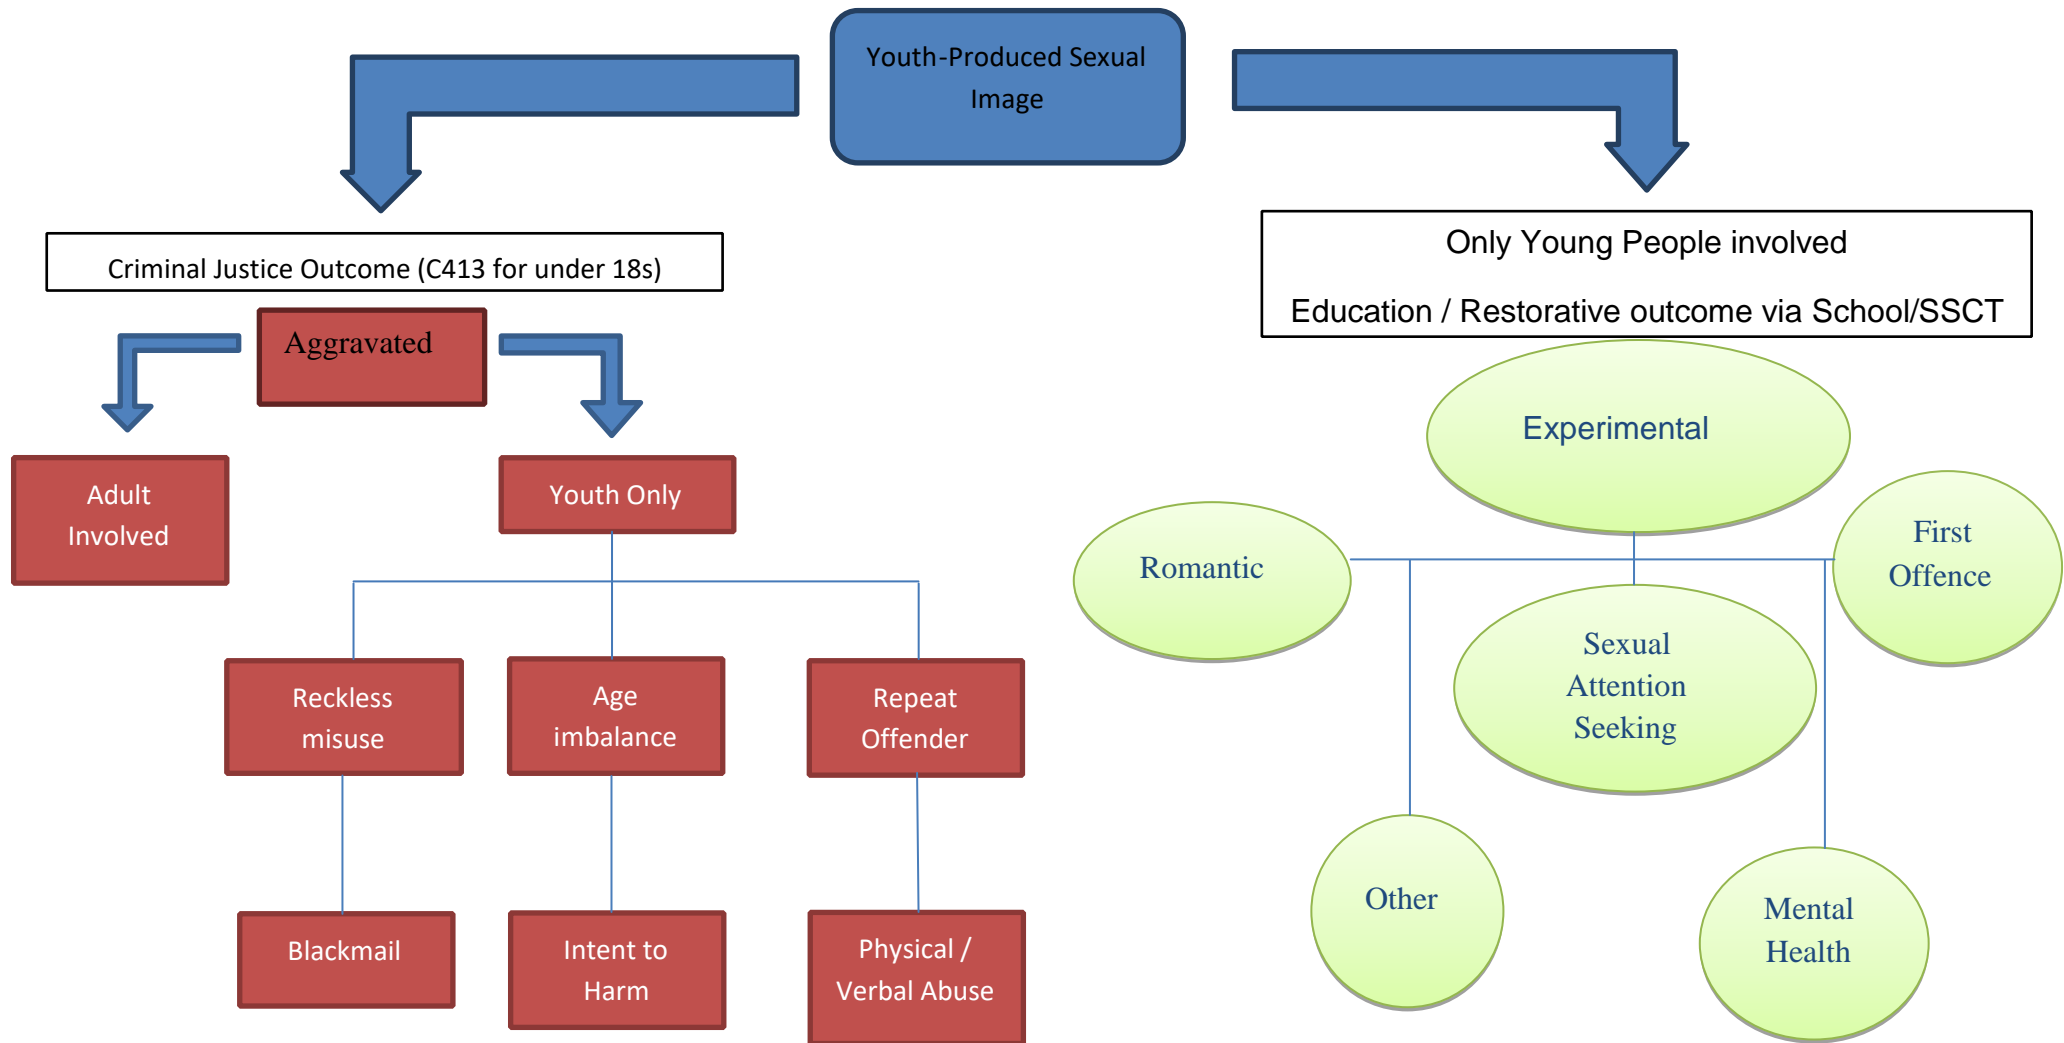 Youth-Produced Sexual
Image
Criminal Justice Outcome (C413 for under 18s)
Only Young People involved
Education / Restorative outcome via School/SSCT
Aggravated
Experimental
Adult
Involved
Youth Only
Romantic
First
Offence
Sexual
Attention
Seeking
Reckless
misuse
Age
imbalance
Repeat
Offender
Other
Mental
Health
Blackmail
Intent to
Harm
Physical /
Verbal Abuse